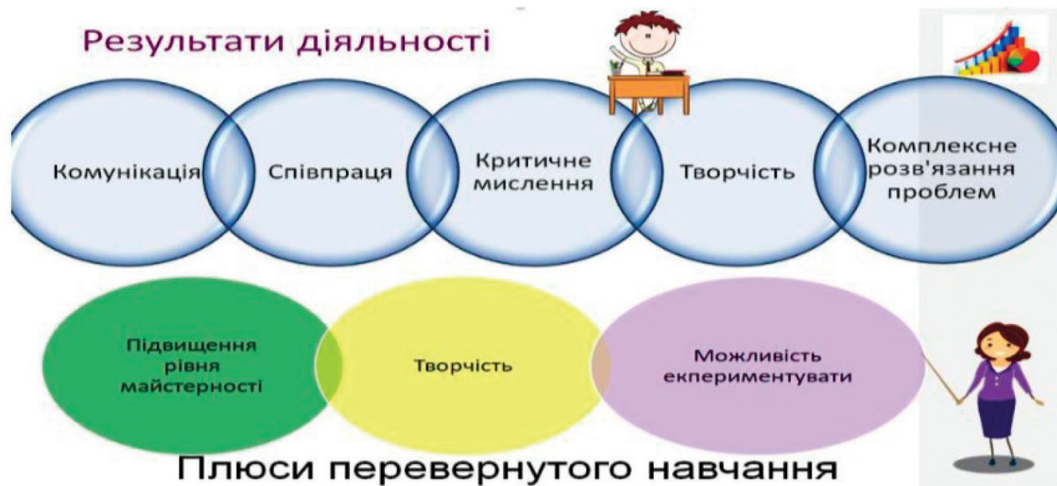 Результати діяльності
Комунікація
Співпраця
Критичне
мислення
Творчість
Комплексне
розв'язання
проблем
Підвищення
рівня
майстерності
Творчість
Можливість
екпериментувати
Плюси перевернутого навчання